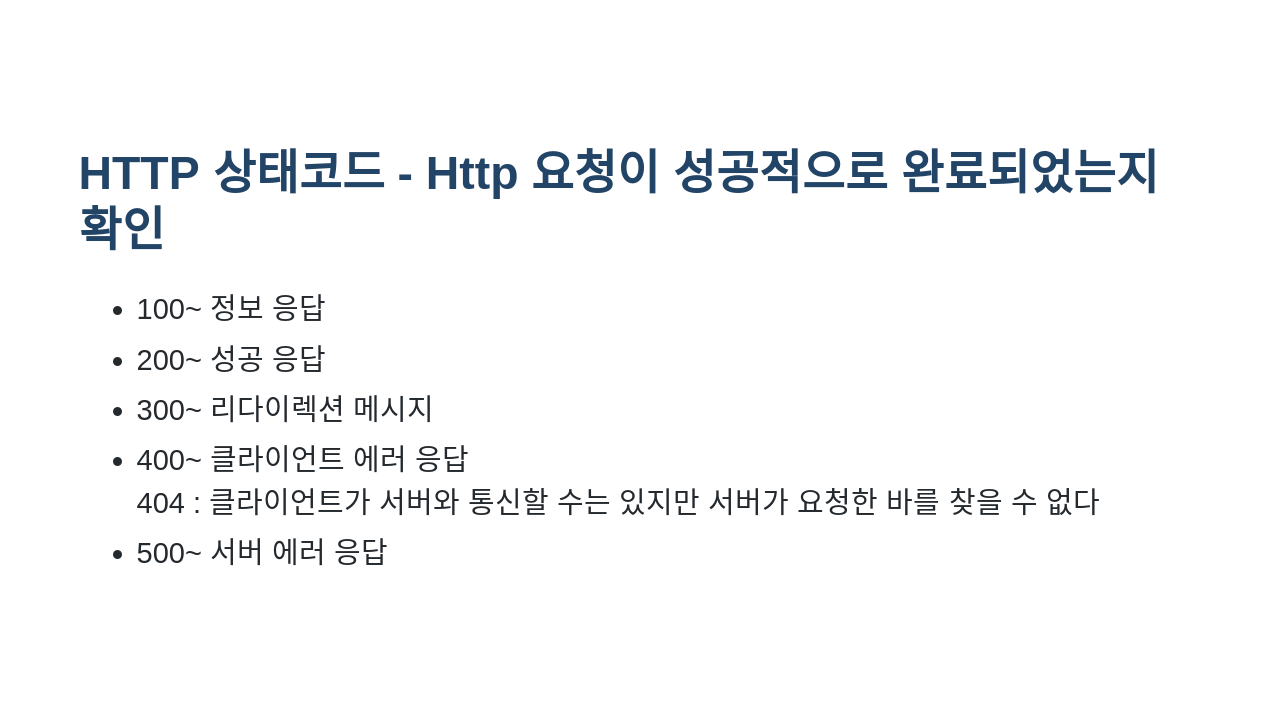 HTTP 상태코드 - Http 요청이 성공적으로 완료되었는지
확인
• 100~ 정보 응답
• 200~ 성공 응답
• 300~ 리다이렉션 메시지
• 400~ 클라이언트 에러 응답
404 : 클라이언트가 서버와 통신할 수는 있지만 서버가 요청한 바를 찾을 수 없다
• 500~ 서버 에러 응답